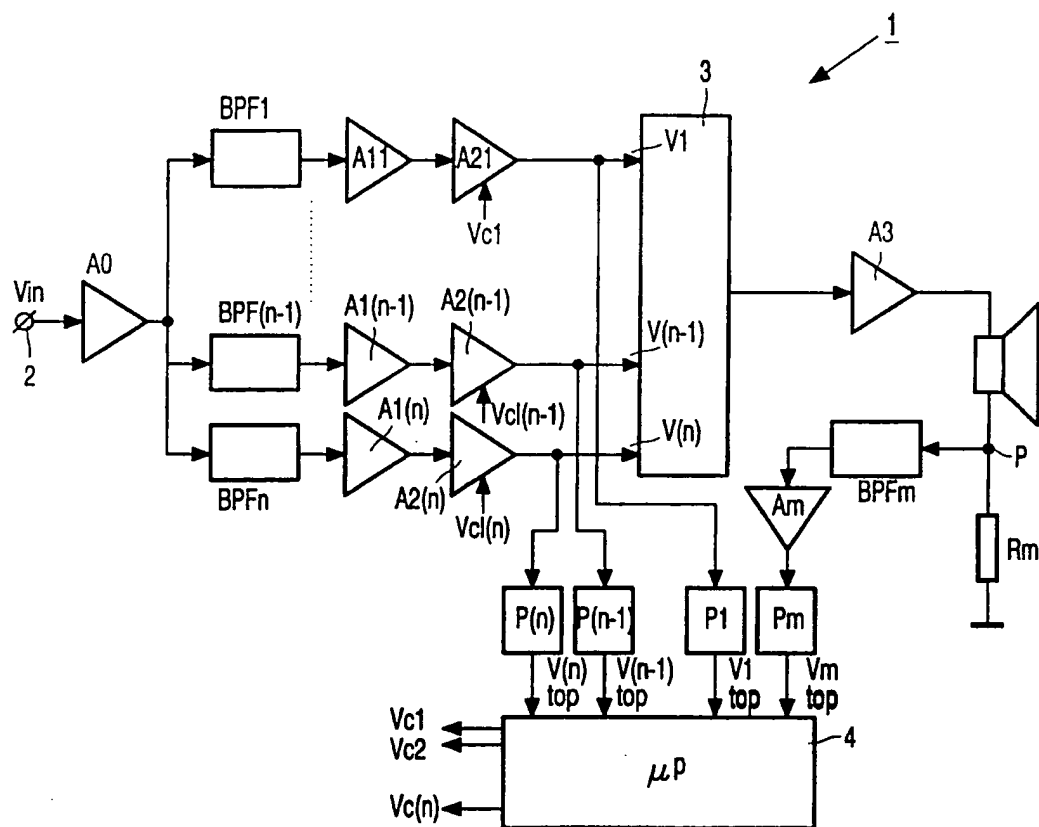 1
3
BPF1
V1
A11
A21
Vc1
A3
A0
Vin
BPF(n-1)
A1(n-1)
A2(n-1)
V(n-1)
2
Vcl(n-1)
A1(n)
V(n)
P
BPFn
A2(n)
BPFm
Am
Vcl(n)
Rm
P(n)
P(n-1)
P1
Pm
V(n)
top
V(n-1)
top
V1
top
Vm
top
Vc1
4
Vc2
μp
Vc(n)